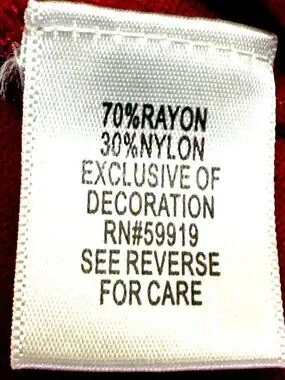 70%RAYON
30%NYLON
EXCLUSIVE OF
DECORATION
RN#59919
SEE REVERSE
FOR CARE